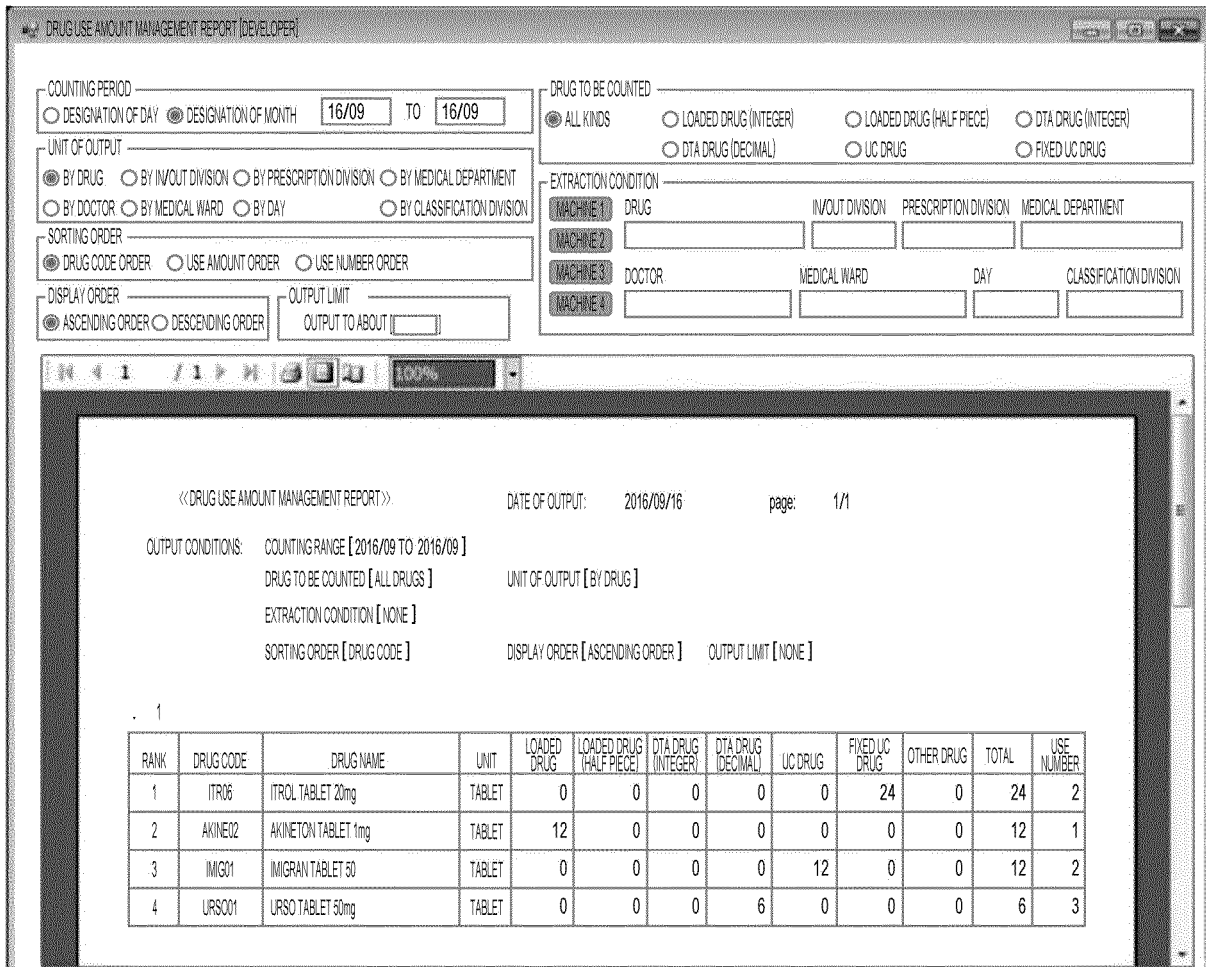 DRUG USE AMOUNT MANAGEMENT REPORT [DEVELOPER]
COUNTING PERIOD
DESIGNATION OF DAY DESIGNATION OF MONTH 16/09 TO 16/09
UNIT OF OUTPUT
BY DRUG BY IN/OUT DIVISION BY PRESCRIPTION DIVISION BY MEDICAL DEPARTMENT
BY DOCTOR BY MEDICAL WARD BY DAY BY CLASSIFICATION DIVISION
SORTING ORDER
DRUG CODE ORDER USE AMOUNT ORDER USE NUMBER ORDER
DISPLAY ORDER
ASCENDING ORDER DESCENDING ORDER
OUTPUT LIMIT
OUTPUT TO ABOUT [ ]
DRUG TO BE COUNTED
ALL KINDS LOADED DRUG (INTEGER) LOADED DRUG (HALF PIECE) DTA DRUG (INTEGER)
DTA DRUG (DECIMAL) UC DRUG FIXED UC DRUG
EXTRACTION CONDITION
MACHINE 1 DRUG IN/OUT DIVISION PRESCRIPTION DIVISION MEDICAL DEPARTMENT
MACHINE 2
MACHINE 3 DOCTOR MEDICAL WARD DAY CLASSIFICATION DIVISION
MACHINE 4
1 / 1 100%
<<DRUG USE AMOUNT MANAGEMENT REPORT>> DATE OF OUTPUT: 2016/09/16 page: 1/1
OUTPUT CONDITIONS: COUNTING RANGE [ 2016/09 TO 2016/09 ]
DRUG TO BE COUNTED [ ALL DRUGS ] UNIT OF OUTPUT [ BY DRUG ]
EXTRACTION CONDITION [ NONE ]
SORTING ORDER [ DRUG CODE ] DISPLAY ORDER [ ASCENDING ORDER ] OUTPUT LIMIT [ NONE ]
. 1
RANK DRUG CODE DRUG NAME UNIT LOADED DRUG LOADED DRUG (HALF PIECE) DTA DRUG (INTEGER) DTA DRUG (DECIMAL) UC DRUG FIXED UC DRUG OTHER DRUG TOTAL USE NUMBER
1 ITR06 ITROL TABLET 20mg TABLET 0 0 0 0 0 24 0 24 2
2 AKINE02 AKINETON TABLET 1mg TABLET 12 0 0 0 0 0 0 12 1
3 IMIG01 IMIGRAN TABLET 50 TABLET 0 0 0 0 12 0 0 12 2
4 URSO01 URSO TABLET 50mg TABLET 0 0 0 6 0 0 0 6 3